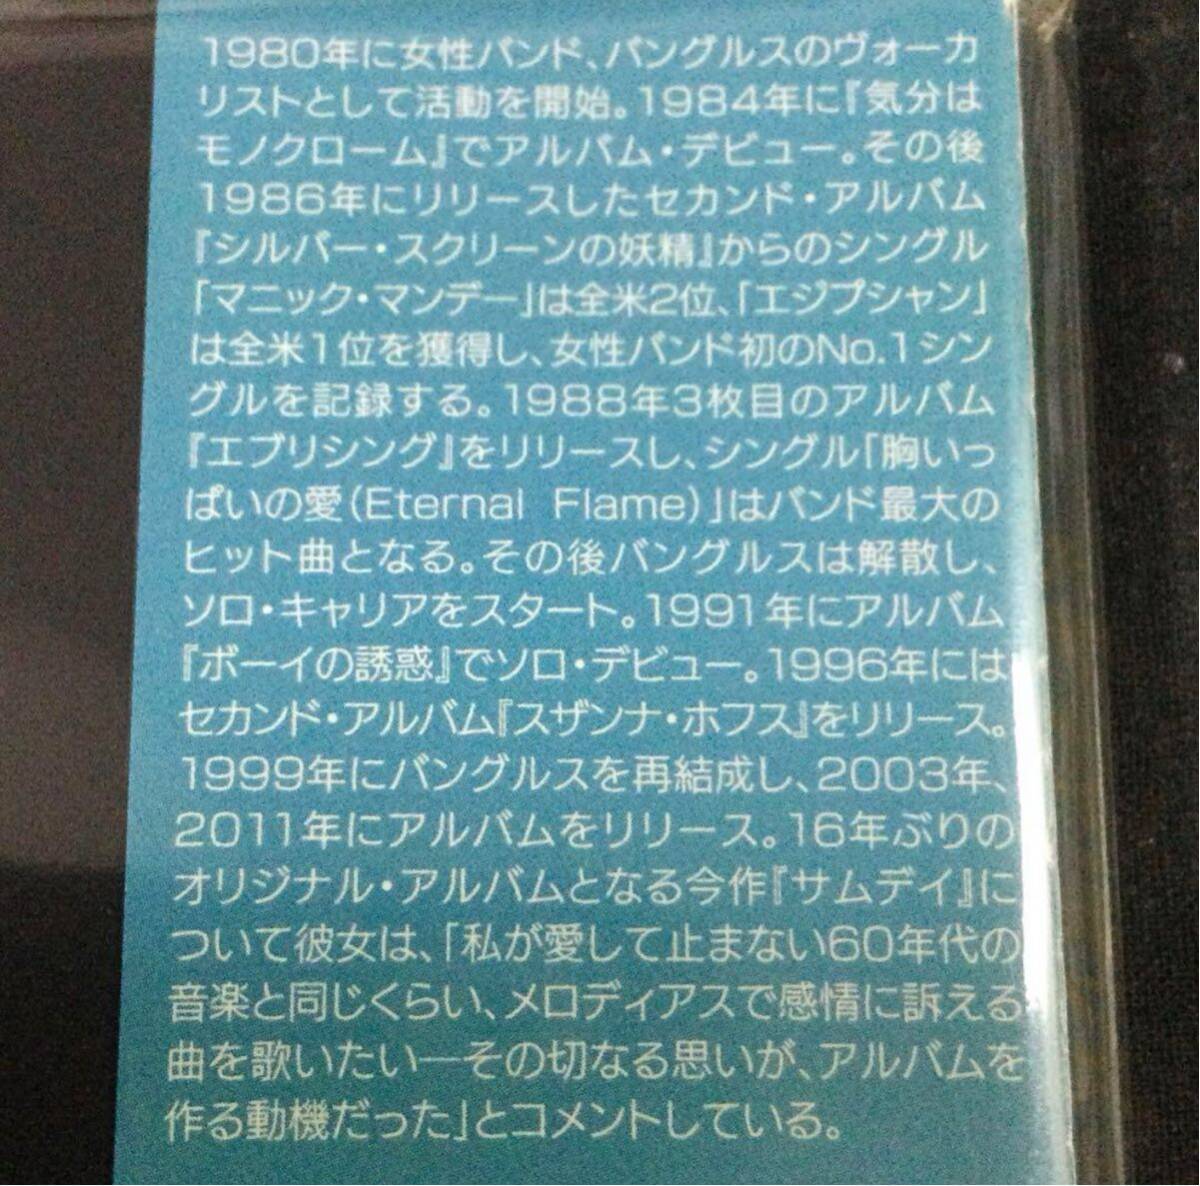 1980年に女性バンド、バングルスのヴォーカ
リストとして活動を開始。1984年に『気分は
モノクローム』でアルバム・デビュー。その後
1986年にリリースしたセカンド・アルバム
『シルバー・スクリーンの妖精』からのシングル
「マニック・マンデー」は全米2位、「エジプシャン」
は全米1位を獲得し、女性バンド初のNo.1シン
グルを記録する。1988年3枚目のアルバム
『エブリシング』をリリースし、シングル「胸いっ
ぱいの愛（Eternal Flame）」はバンド最大の
ヒット曲となる。その後バングルスは解散し、
ソロ・キャリアをスタート。1991年にアルバム
『ボーイの誘惑』でソロ・デビュー。1996年には
セカンド・アルバム『スザンナ・ホフス』をリリース。
1999年にバングルスを再結成し、2003年、
2011年にアルバムをリリース。16年ぶりの
オリジナル・アルバムとなる今作『サムデイ』に
ついて彼女は、「私が愛して止まない60年代の
音楽と同じくらい、メロディアスで感情に訴える
曲を歌いたい―その切なる思いが、アルバムを
作る動機だった」とコメントしている。